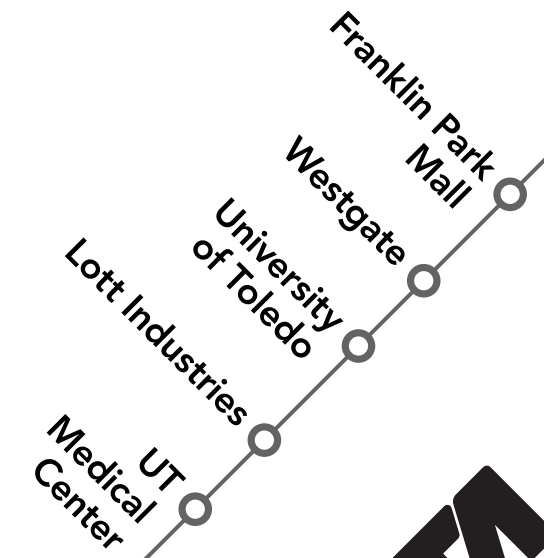 Franklin Park
Mall
Westgate
University
of Toledo
Lott Industries
UT
Medical
Center